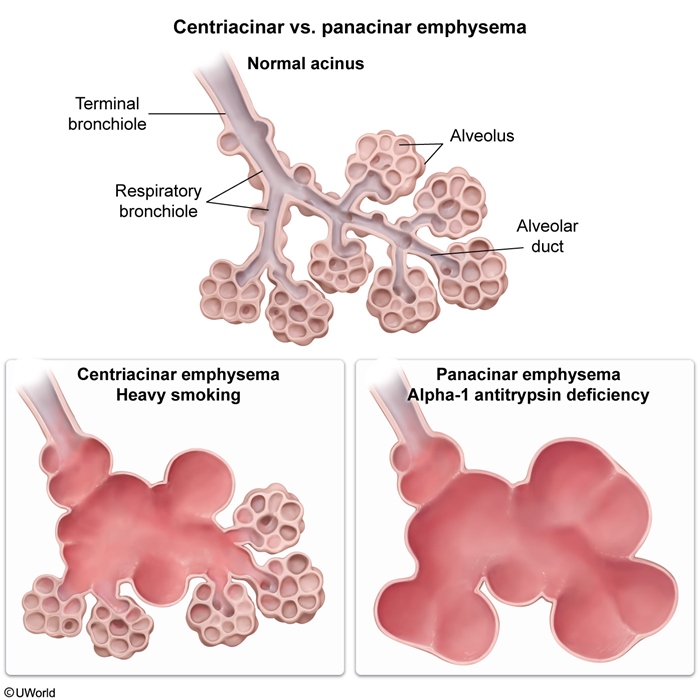 Centriacinar vs. panacinar emphysema
Normal acinus
Terminal
bronchiole
Alveolus
Respiratory
bronchiole
Alveolar
duct
Centriacinar emphysema
Heavy smoking
Panacinar emphysema
Alpha-1 antitrypsin deficiency
©UWorld